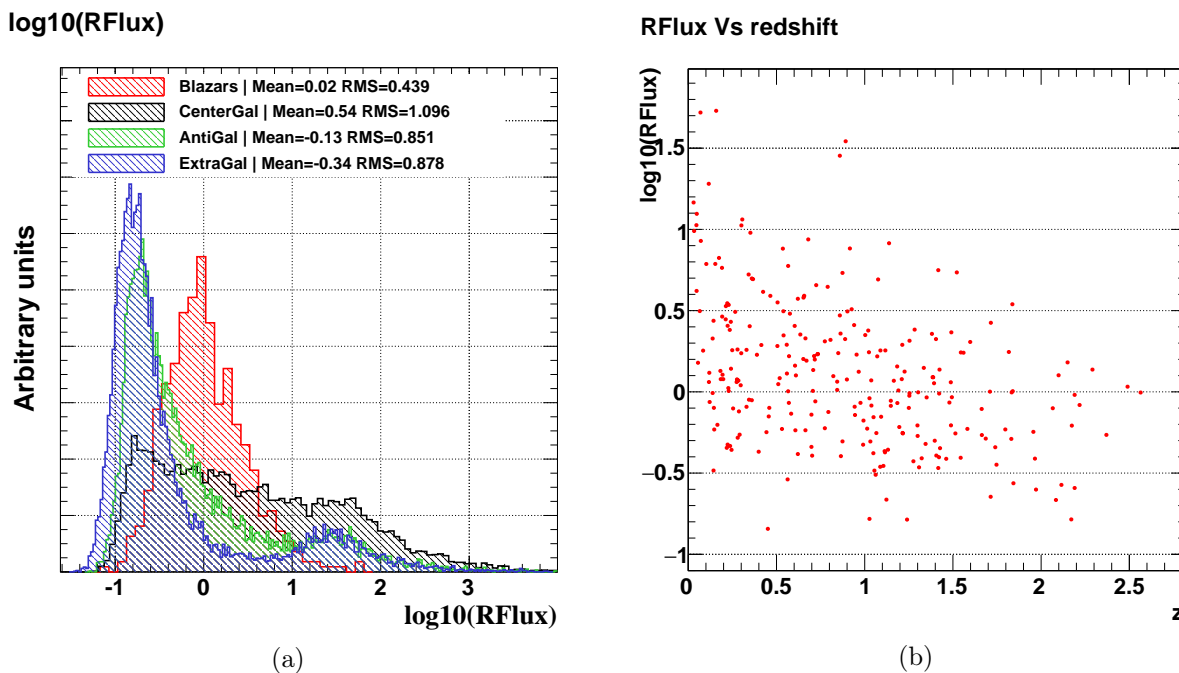 log10(RFlux)
Blazars | Mean=0.02 RMS=0.439
CenterGal | Mean=0.54 RMS=1.096
AntiGal | Mean=-0.13 RMS=0.851
ExtraGal | Mean=-0.34 RMS=0.878
Arbitrary units
-1 0 1 2 3
log10(RFlux)
(a)
RFlux Vs redshift
log10(RFlux)
1.5
1
0.5
0
−0.5
−1
0 0.5 1 1.5 2 2.5
z
(b)